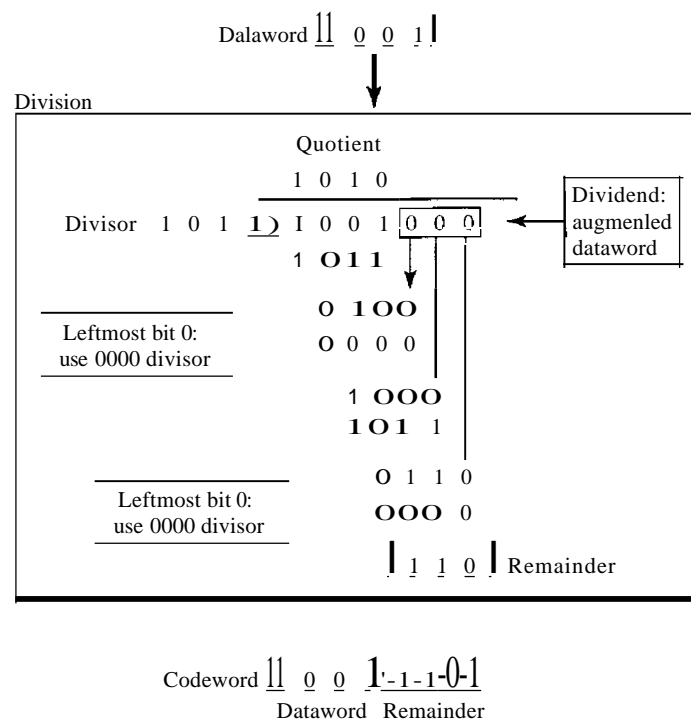 Dalaword 11 0 0 1
Division
Quotient
1 0 1 0
Divisor 1 0 1 1) I 0 0 1 0 0 0
Dividend:
augmenled
dataword
1 0 1 1
0 1 0 0
Leftmost bit 0:
use 0000 divisor
0 0 0 0
1 0 0 0
1 0 1 1
0 1 1 0
Leftmost bit 0:
use 0000 divisor
0 0 0 0
1 1 0 Remainder
Codeword 11 0 0 1'-1-1-0-1
Dataword Remainder